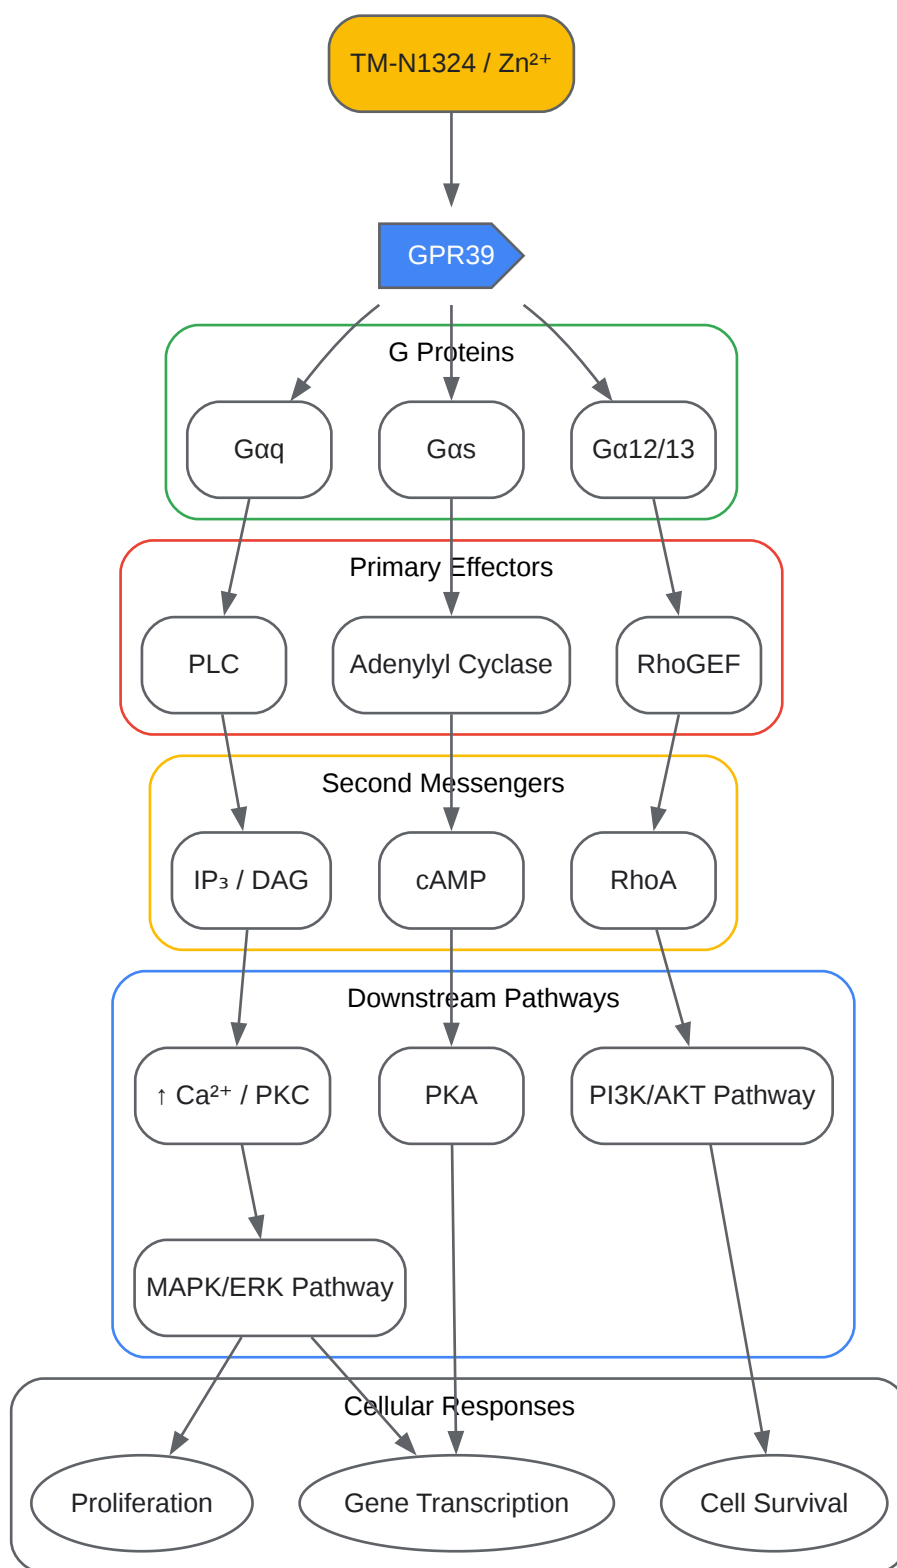 TM-N1324 / Zn²⁺
GPR39
G Proteins
Gαq
Gαs
Gα12/13
Primary Effectors
PLC
Adenylyl Cyclase
RhoGEF
Second Messengers
IP₃ / DAG
cAMP
RhoA
Downstream Pathways
↑ Ca²⁺ / PKC
PKA
PI3K/AKT Pathway
MAPK/ERK Pathway
Cellular Responses
Proliferation
Gene Transcription
Cell Survival